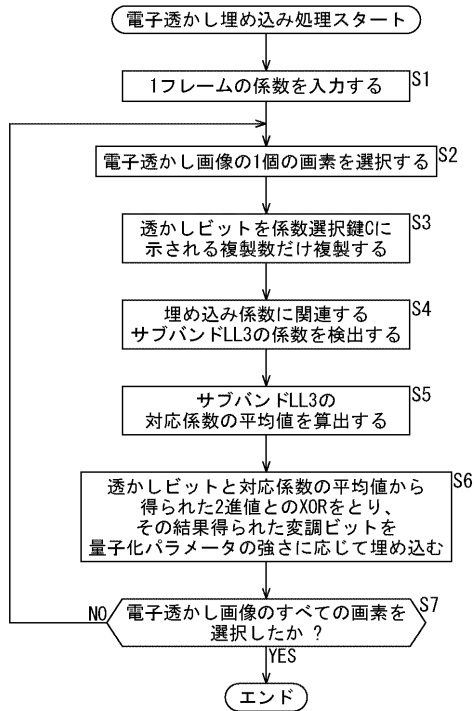 電子透かし埋め込み処理スタート
1フレームの係数を入力する
S1
電子透かし画像の1個の画素を選択する
S2
透かしビットを係数選択鍵Cに
示される複製数だけ複製する
S3
埋め込み係数に関連する
サブバンドLL3の係数を検出する
S4
サブバンドLL3の
対応係数の平均値を算出する
S5
透かしビットと対応係数の平均値から
得られた2進値とのXORをとり、
その結果得られた変調ビットを
量子化パラメータの強さに応じて埋め込む
S6
電子透かし画像のすべての画素を
選択したか ?
S7
NO
YES
エンド